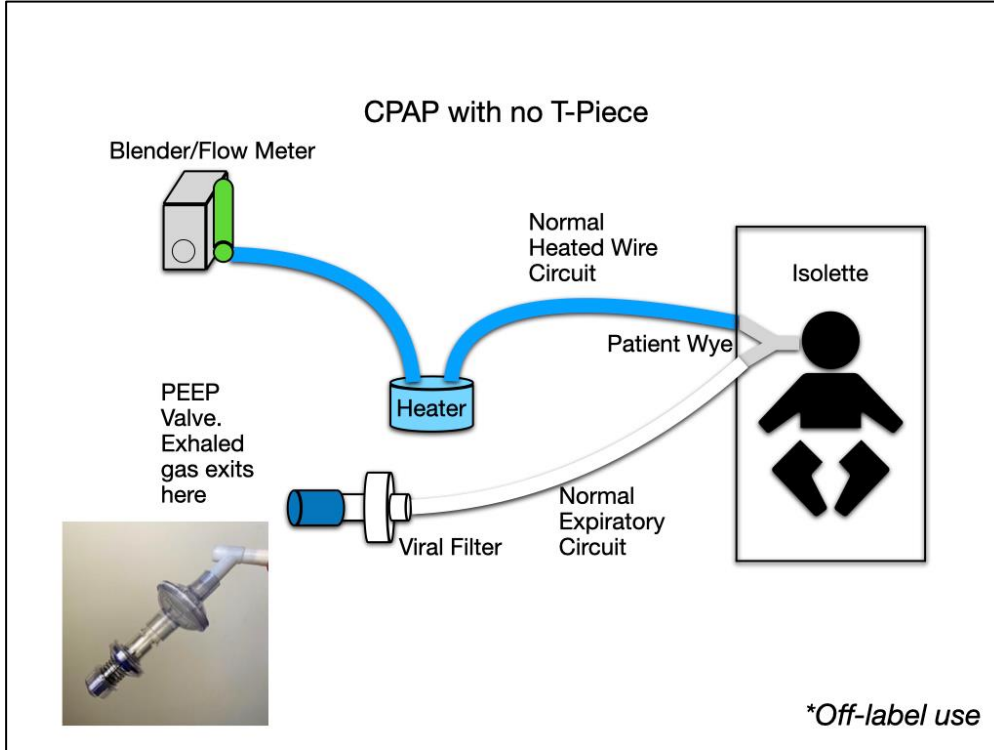 CPAP with no T-Piece
Blender/Flow Meter
Normal
Heated Wire
Circuit
Isolette
Patient Wye
Heater
PEEP
Valve.
Exhaled
gas exits
here
Viral Filter
Normal
Expiratory
Circuit
*Off-label use